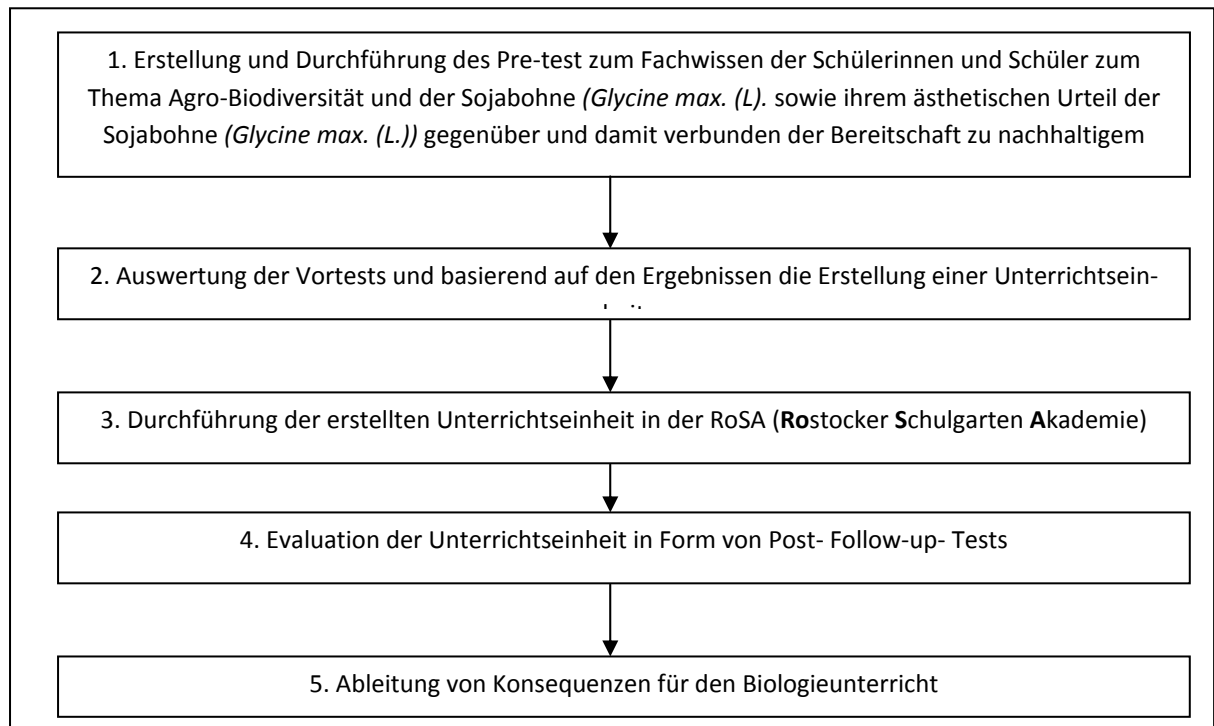 1. Erstellung und Durchführung des Pre-test zum Fachwissen der Schülerinnen und Schüler zum
Thema Agro-Biodiversität und der Sojabohne (Glycine max. (L). sowie ihrem ästhetischen Urteil der
Sojabohne (Glycine max. (L.)) gegenüber und damit verbunden der Bereitschaft zu nachhaltigem
2. Auswertung der Vortests und basierend auf den Ergebnissen die Erstellung einer Unterrichtsein-
3. Durchführung der erstellten Unterrichtseinheit in der RoSA (Rostocker Schulgarten Akademie)
4. Evaluation der Unterrichtseinheit in Form von Post- Follow-up- Tests
5. Ableitung von Konsequenzen für den Biologieunterricht